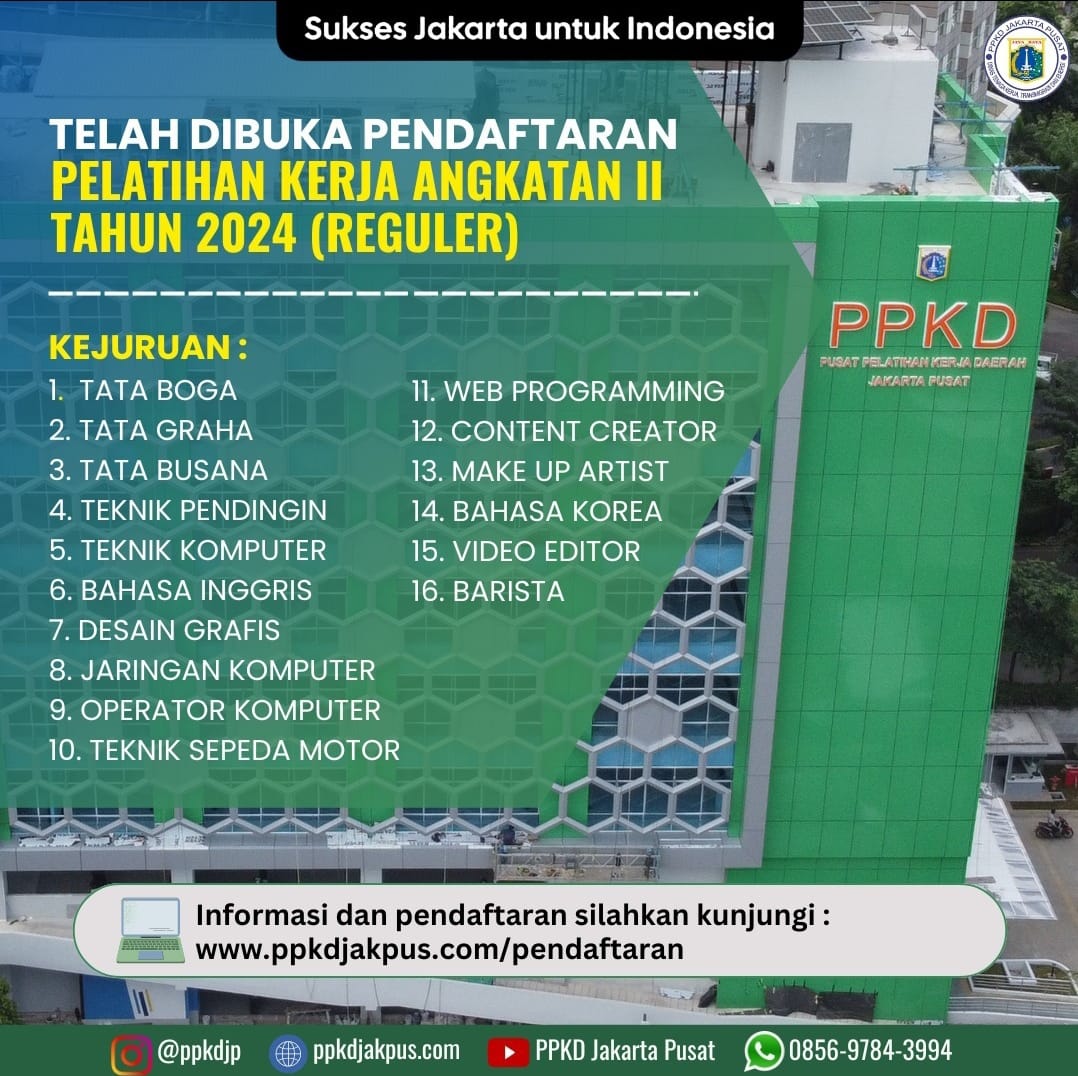 Sukses Jakarta untuk Indonesia
PPKD JAKARTA PUSAT
JAYA RAYA
TELAH DIBUKA PENDAFTARAN
PELATIHAN KERJA ANGKATAN II
TAHUN 2024 (REGULER)
PPKD
PUSAT PELATIHAN KERJA DAERAH
JAKARTA PUSAT
KEJURUAN :
1. TATA BOGA
2. TATA GRAHA
3. TATA BUSANA
4. TEKNIK PENDINGIN
5. TEKNIK KOMPUTER
6. BAHASA INGGRIS
7. DESAIN GRAFIS
8. JARINGAN KOMPUTER
9. OPERATOR KOMPUTER
10. TEKNIK SEPEDA MOTOR
11. WEB PROGRAMMING
12. CONTENT CREATOR
13. MAKE UP ARTIST
14. BAHASA KOREA
15. VIDEO EDITOR
16. BARISTA
Informasi dan pendaftaran silahkan kunjungi :
www.ppkdjakpus.com/pendaftaran
@ppkdjp
ppkdjakpus.com
PPKD Jakarta Pusat
0856-9784-3994